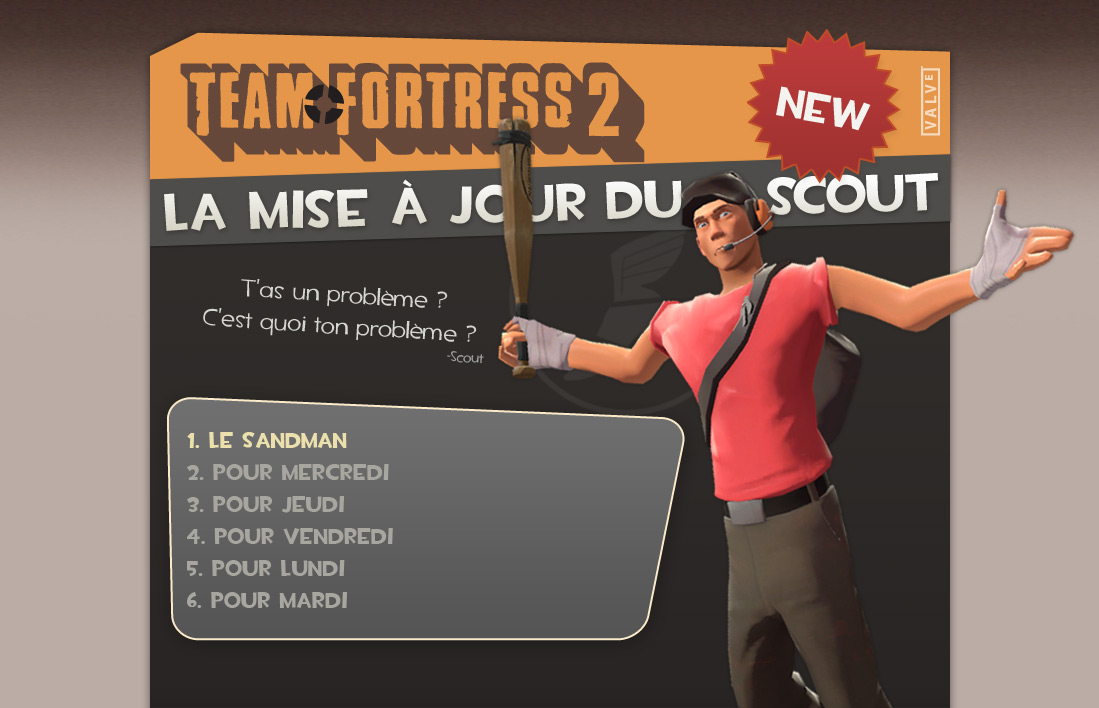 TEAM FORTRESS 2
NEW
VALVE
LA MISE À JOUR DU SCOUT
T'as un problème ?
C'est quoi ton problème ?
-Scout
1. LE SANDMAN
2. POUR MERCREDI
3. POUR JEUDI
4. POUR VENDREDI
5. POUR LUNDI
6. POUR MARDI